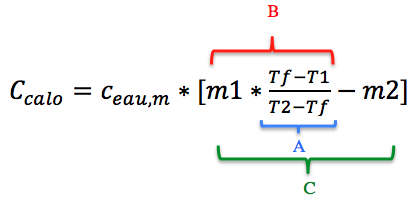 B
C_calo = c_eau,m * [m1 * (Tf−T1)/(T2−Tf) − m2]
A
C